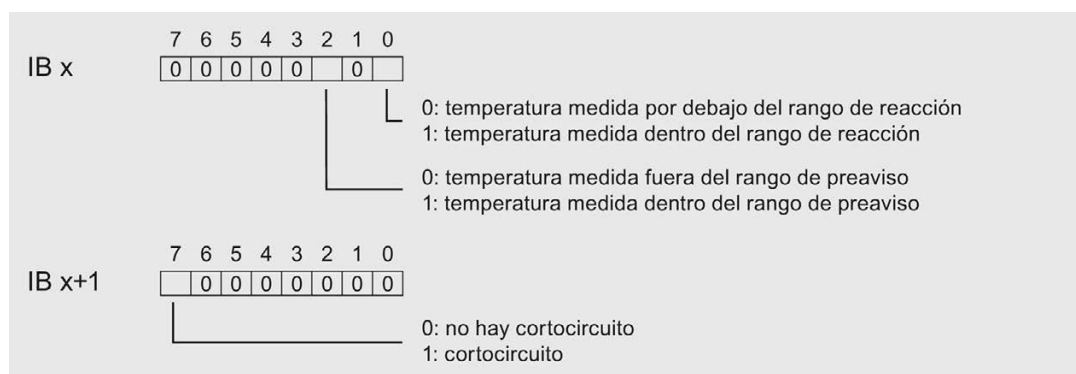 7 6 5 4 3 2 1 0
IB x 0 0 0 0 0 0
0: temperatura medida por debajo del rango de reacción
1: temperatura medida dentro del rango de reacción
0: temperatura medida fuera del rango de preaviso
1: temperatura medida dentro del rango de preaviso
7 6 5 4 3 2 1 0
IB x+1 0 0 0 0 0 0 0
0: no hay cortocircuito
1: cortocircuito